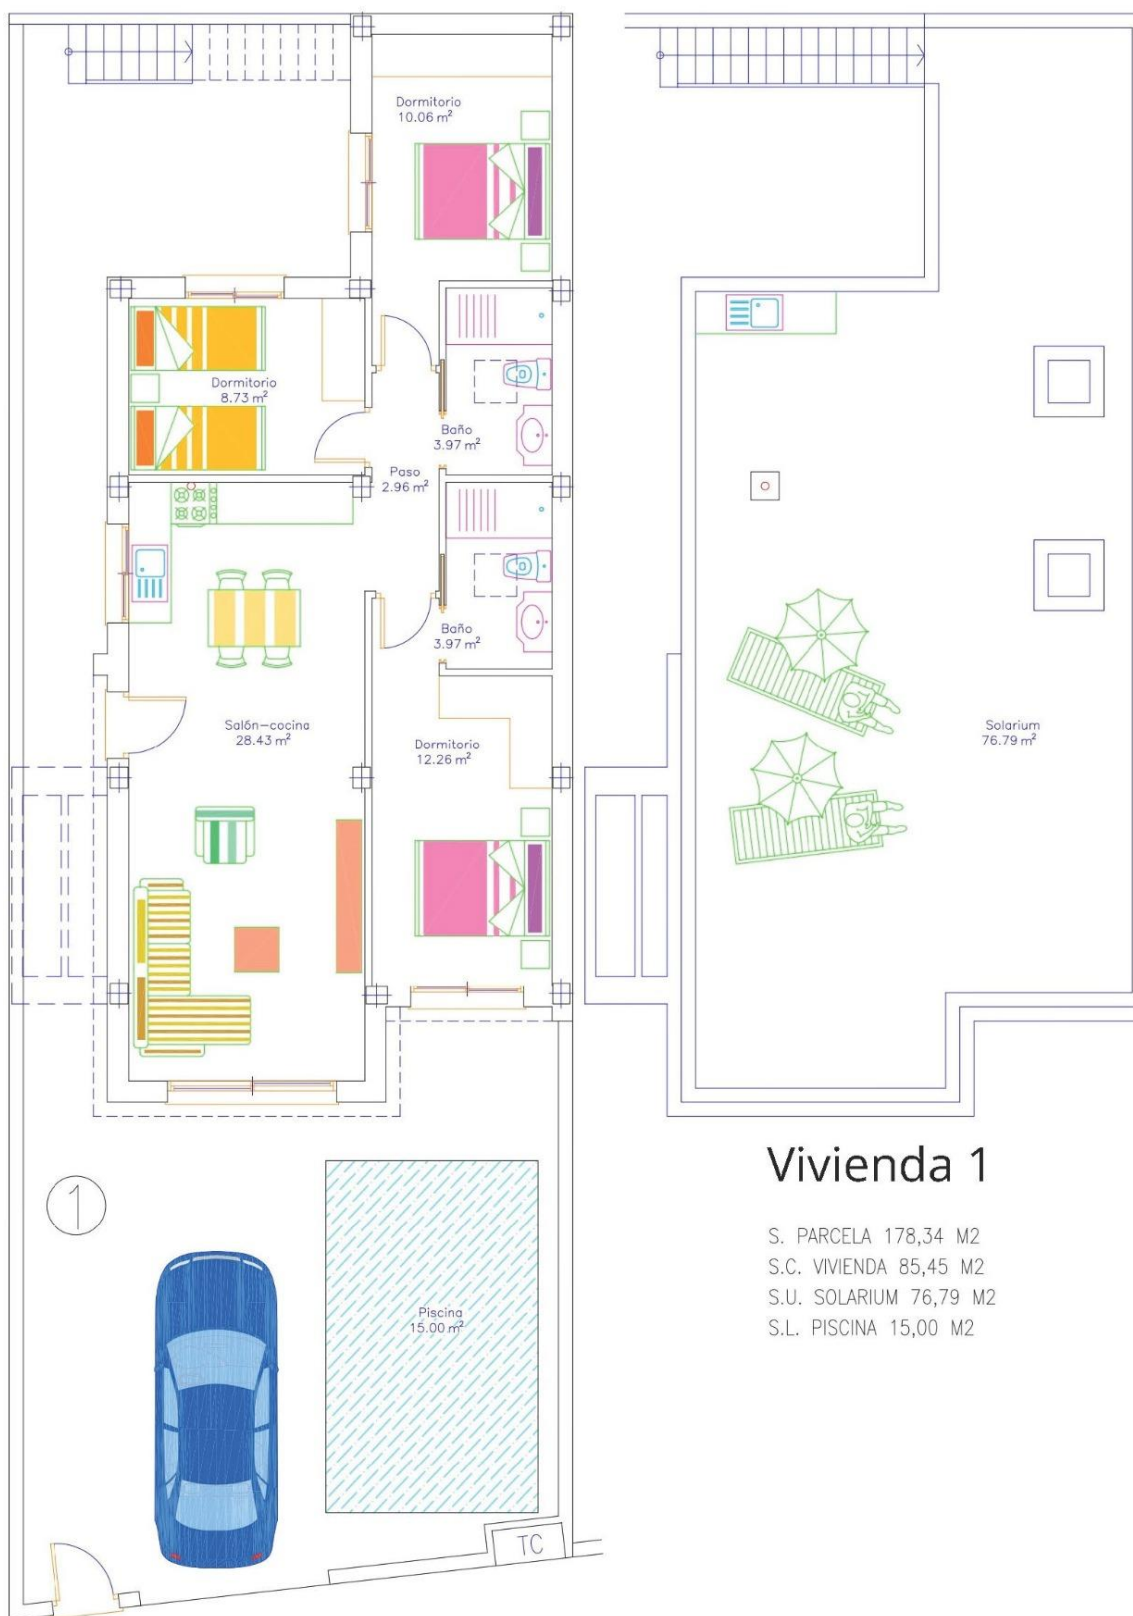 Dormitorio
10.06 m²
Dormitorio
8.73 m²
Baño
3.97 m²
Paso
2.96 m²
Baño
3.97 m²
Salón-cocina
28.43 m²
Dormitorio
12.26 m²
Solarium
76.79 m²
1
Piscina
15.00 m²
TC
Vivienda 1
S. PARCELA 178,34 M2
S.C. VIVIENDA 85,45 M2
S.U. SOLARIUM 76,79 M2
S.L. PISCINA 15,00 M2